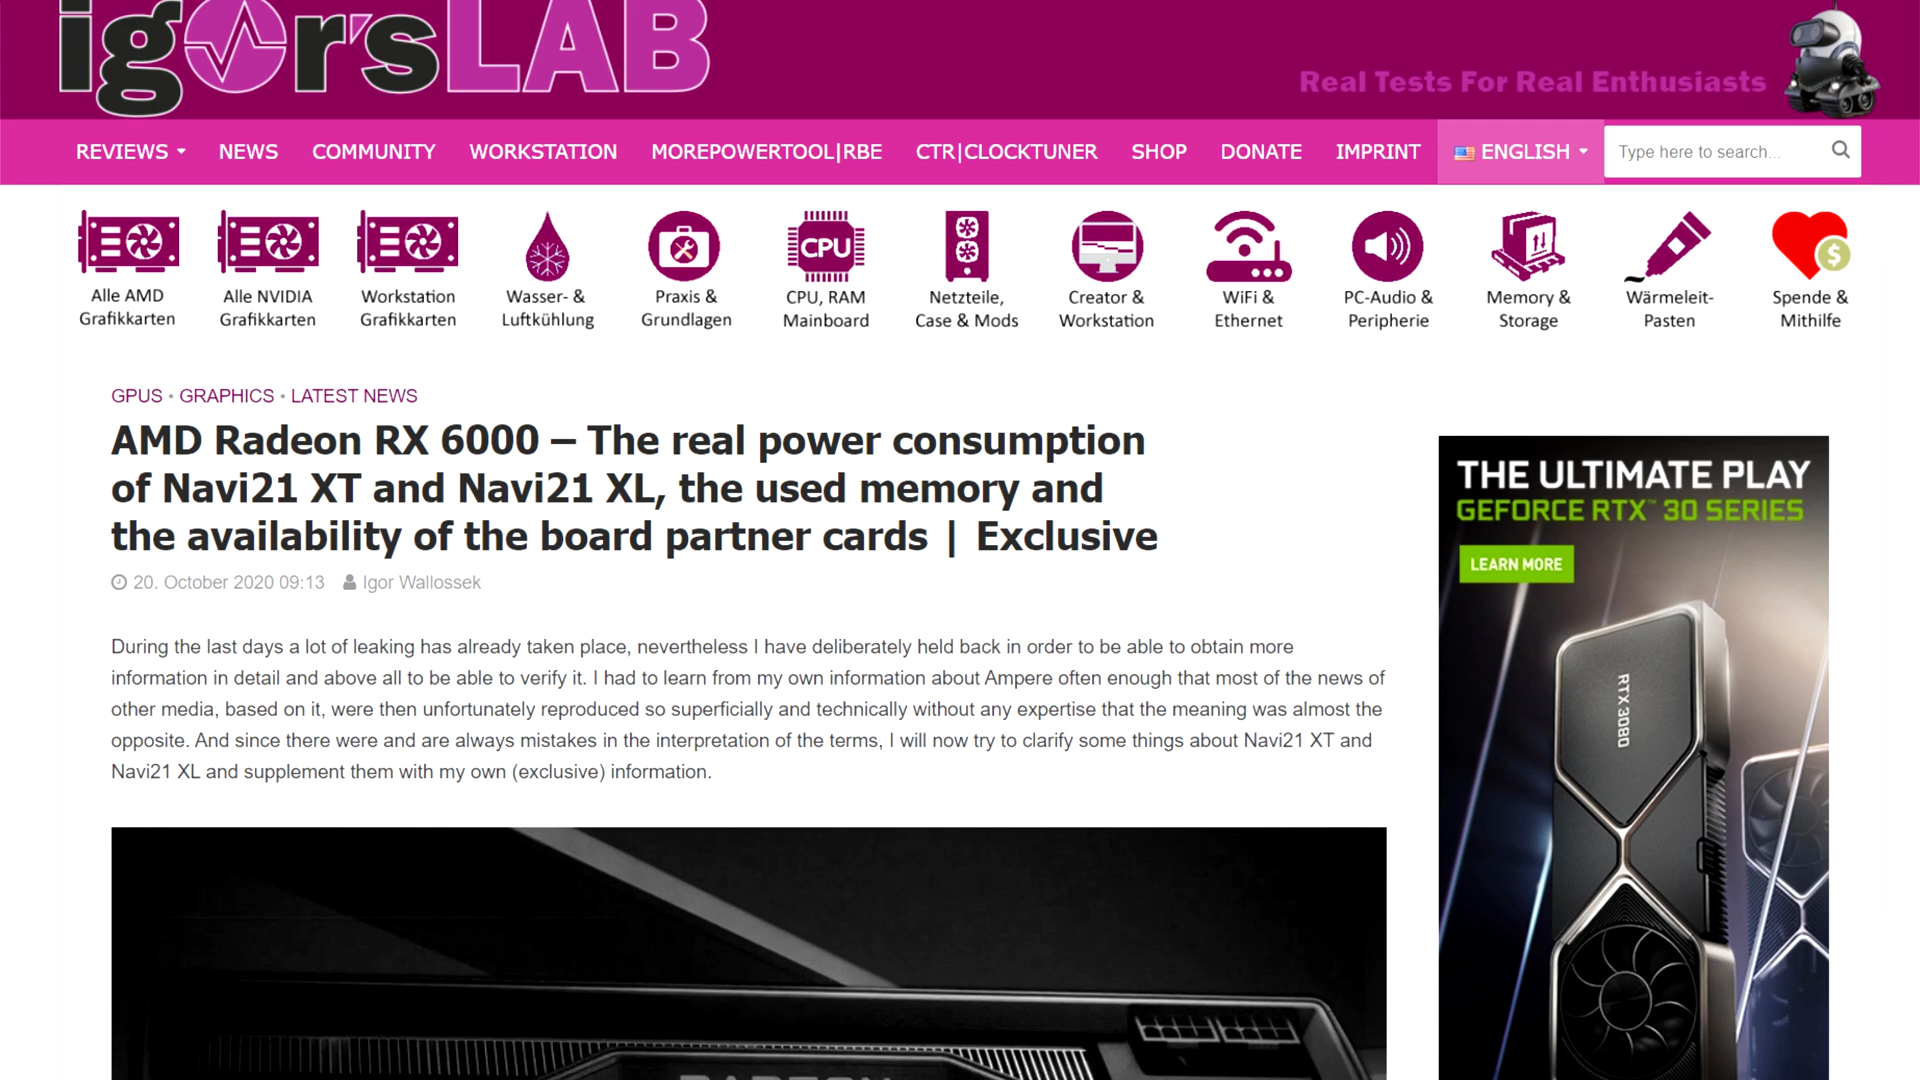 igor'sLAB
Real Tests For Real Enthusiasts
REVIEWS NEWS COMMUNITY WORKSTATION MOREPOWERTOOL|RBE CTR|CLOCKTUNER SHOP DONATE IMPRINT ENGLISH Type here to search...
CPU
Alle AMD Grafikkarten
Alle NVIDIA Grafikkarten
Workstation Grafikkarten
Wasser- & Luftkühlung
Praxis & Grundlagen
CPU, RAM Mainboard
Netzteile, Case & Mods
Creator & Workstation
WiFi & Ethernet
PC-Audio & Peripherie
Memory & Storage
Wärmeleit- Pasten
Spende & Mithilfe
GPUS • GRAPHICS • LATEST NEWS
AMD Radeon RX 6000 – The real power consumption
of Navi21 XT and Navi21 XL, the used memory and
the availability of the board partner cards | Exclusive
20. October 2020 09:13 Igor Wallossek
During the last days a lot of leaking has already taken place, nevertheless I have deliberately held back in order to be able to obtain more
information in detail and above all to be able to verify it. I had to learn from my own information about Ampere often enough that most of the news of
other media, based on it, were then unfortunately reproduced so superficially and technically without any expertise that the meaning was almost the
opposite. And since there were and are always mistakes in the interpretation of the terms, I will now try to clarify some things about Navi21 XT and
Navi21 XL and supplement them with my own (exclusive) information.
RADEON
THE ULTIMATE PLAY
GEFORCE RTX™ 30 SERIES
LEARN MORE
RTX 3080